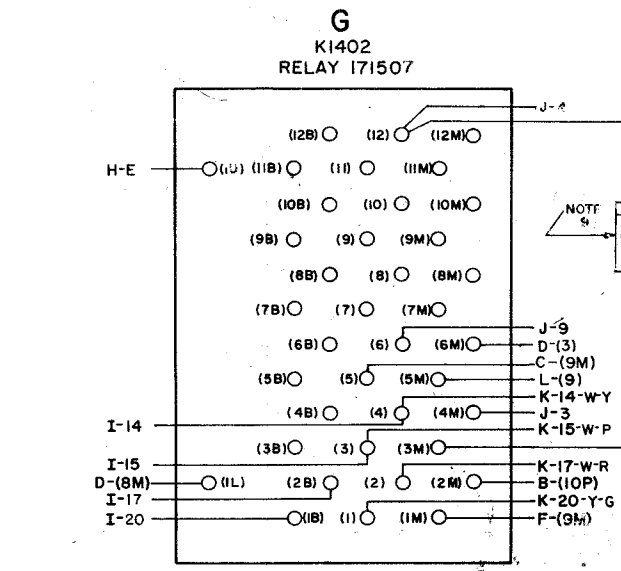 G
K1402
RELAY 171507
J-4
(12B) (12) (12M)
H-E (11B) (11) (11M)
(10B) (10) (10M)
NOTE
9
(9B) (9) (9M)
(8B) (8) (8M)
(7B) (7) (7M)
J-9
(6B) (6) (6M) D-(3)
C-(9M)
(5B) (5) (5M) L-(9)
K-14-W-Y
(4B) (4) (4M) J-3
I-14 K-15-W-P
(3B) (3) (3M)
I-15 K-17-W-R
D-(8M) (1L) (2B) (2) (2M) B-(10P)
I-17 K-20-Y-G
I-20 (1B) (1) (1M) F-(9M)